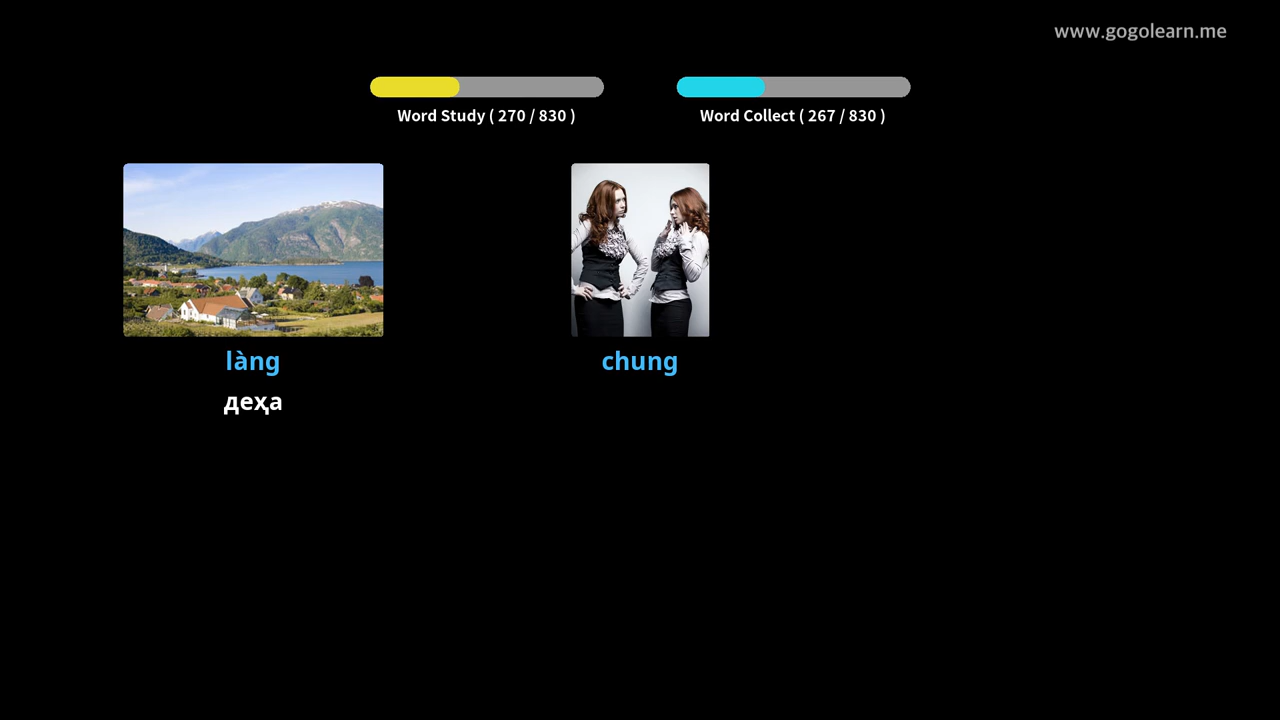 www.gogolearn.me
Word Study ( 270 / 830 )
Word Collect ( 267 / 830 )
làng
chung
деҳа